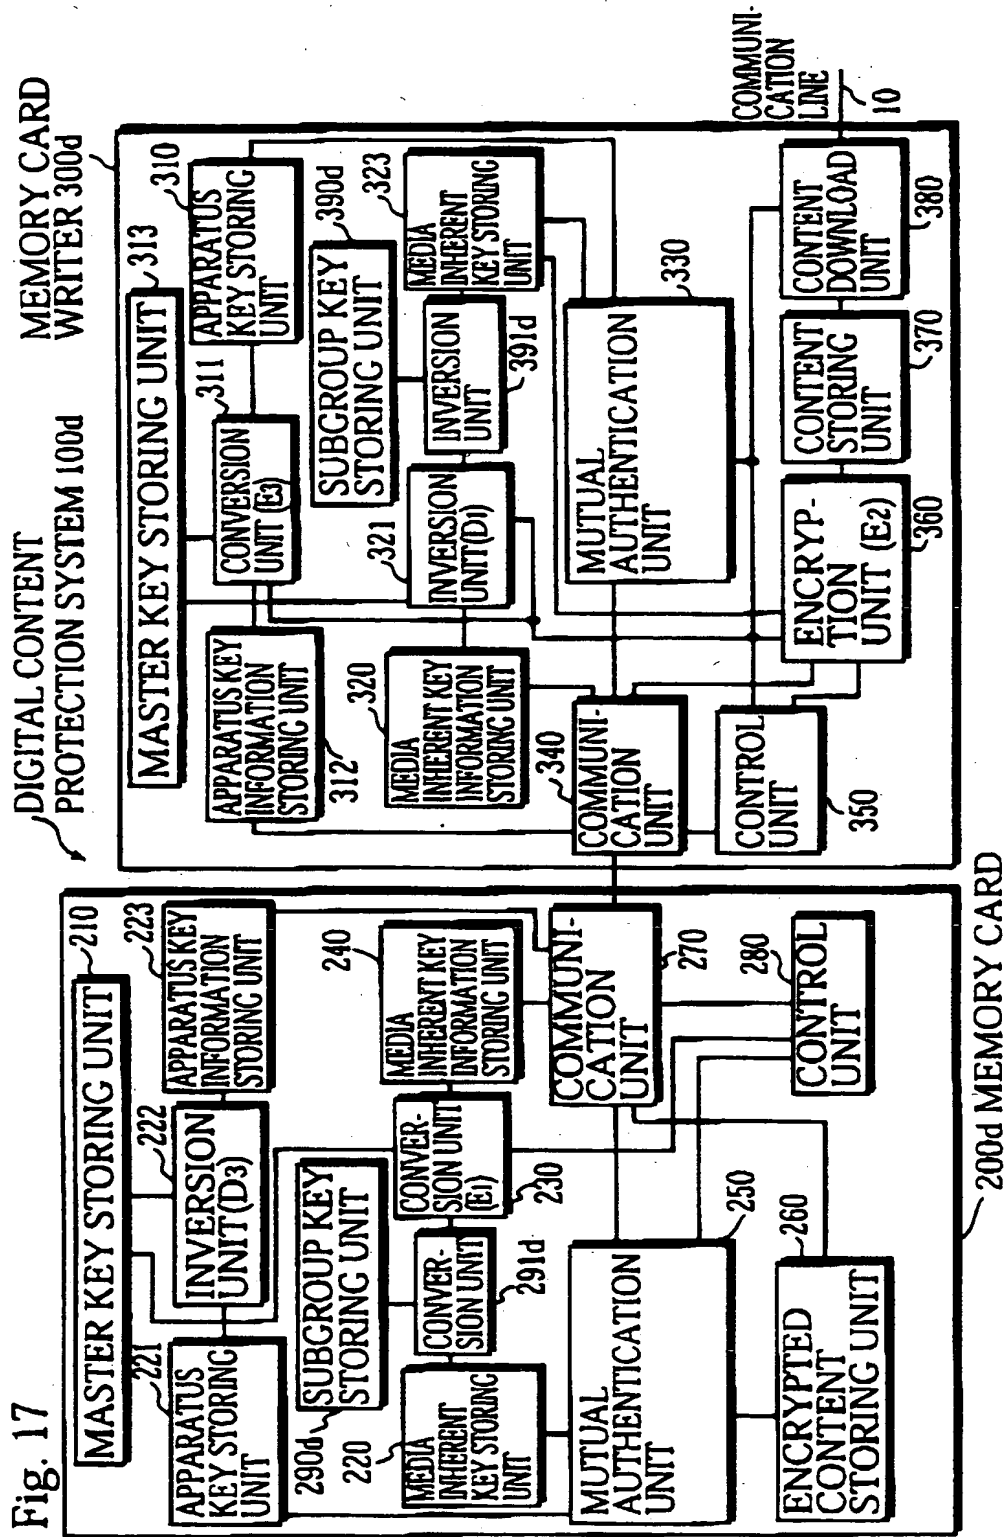 Fig. 17
DIGITAL CONTENT
PROTECTION SYSTEM 100d
MEMORY CARD
WRITER 300d
MASTER KEY STORING UNIT
210
APPARATUS
KEY STORING
UNIT
221
INVERSION
UNIT(D3)
222
APPARATUS KEY
INFORMATION
STORING UNIT
223
SUBGROUP KEY
STORING UNIT
290d
MEDIA
INHERENT
KEY STORING
UNIT
220
CONVER-
SION UNIT
291d
CONVER-
SION UNIT
(E1)
230
MEDIA
INHERENT KEY
INFORMATION
STORING UNIT
240
MUTUAL
AUTHENTICATION
UNIT
250
COMMUNI-
CATION
UNIT
270
ENCRYPTED
CONTENT
STORING UNIT
260
CONTROL
UNIT
280
200d MEMORY CARD
MASTER KEY STORING UNIT
313
APPARATUS KEY
INFORMATION
STORING UNIT
312
CONVERSION
UNIT (E3)
311
APPARATUS
KEY STORING
UNIT
310
SUBGROUP KEY
STORING UNIT
390d
MEDIA
INHERENT KEY
INFORMATION
STORING UNIT
320
INVERSION
UNIT(D1)
321
INVERSION
UNIT
391d
MEDIA
INHERENT
KEY STORING
UNIT
323
COMMUNI-
CATION
UNIT
340
MUTUAL
AUTHENTICATION
UNIT
330
CONTROL
UNIT
350
ENCRYP-
TION
UNIT (E2)
360
CONTENT
STORING
UNIT
370
CONTENT
DOWNLOAD
UNIT
380
COMMUNI-
CATION
LINE
10